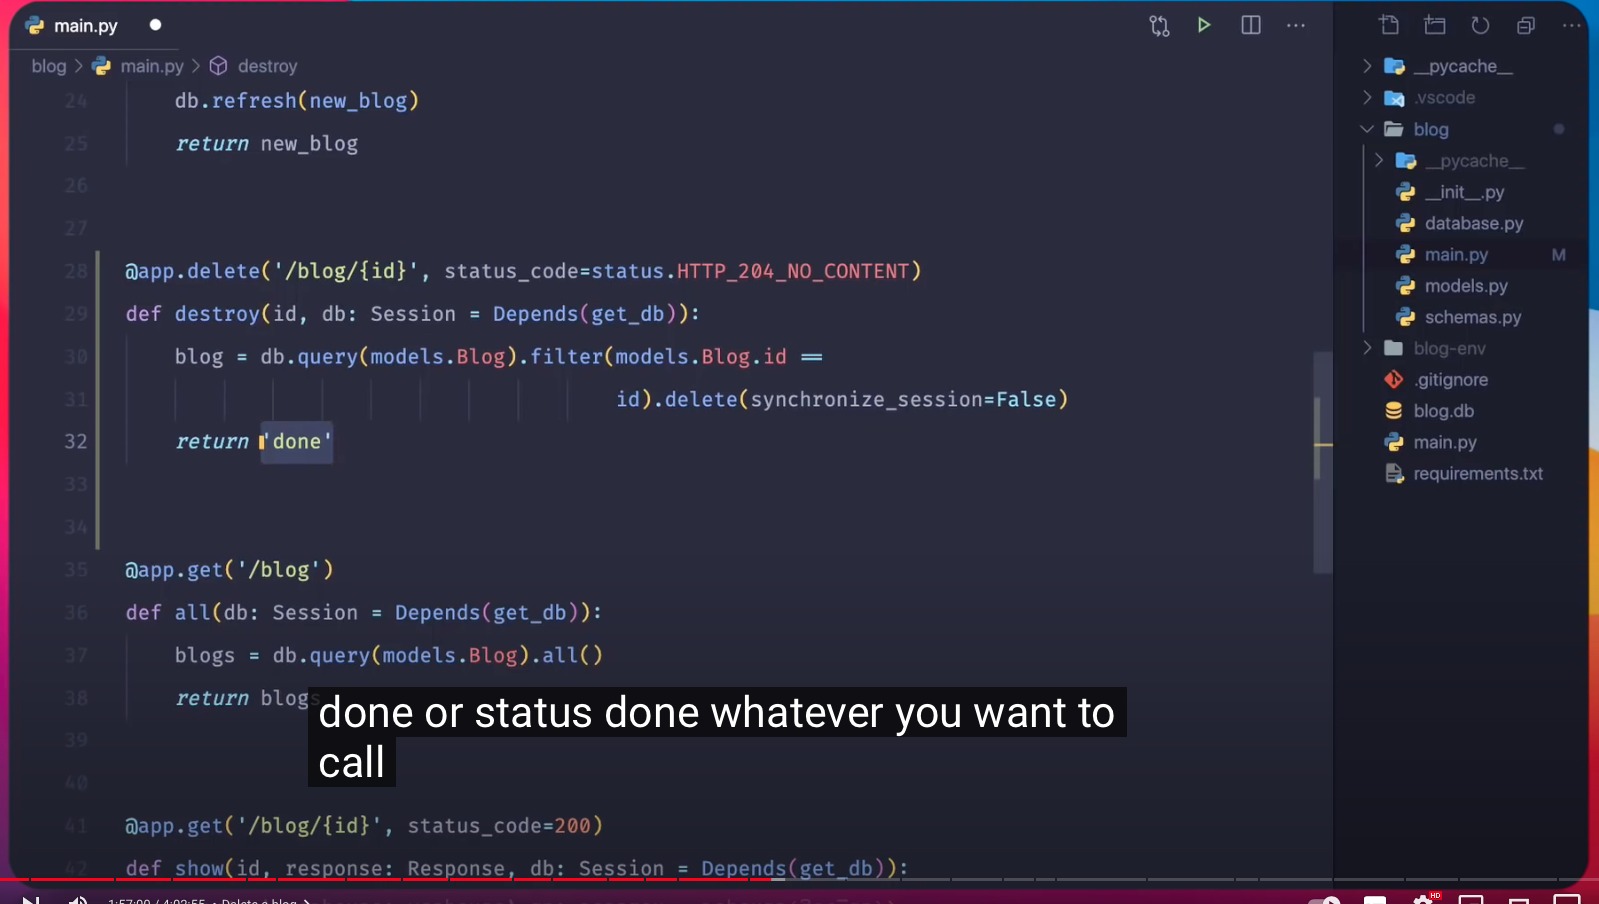 main.py
blog > main.py > destroy
24 db.refresh(new_blog)
25 return new_blog
26
27
28 @app.delete('/blog/{id}', status_code=status.HTTP_204_NO_CONTENT)
29 def destroy(id, db: Session = Depends(get_db)):
30 blog = db.query(models.Blog).filter(models.Blog.id ==
31 id).delete(synchronize_session=False)
32 return 'done'
33
34
35 @app.get('/blog')
36 def all(db: Session = Depends(get_db)):
37 blogs = db.query(models.Blog).all()
38 return blogs
39
40
41 @app.get('/blog/{id}', status_code=200)
42 def show(id, response: Response, db: Session = Depends(get_db)):
done or status done whatever you want to
call
__pycache__
.vscode
blog
__pycache__
__init__.py
database.py
main.py M
models.py
schemas.py
blog-env
.gitignore
blog.db
main.py
requirements.txt
1:57:00 / 4:02:55 • Delete a blog >
HD